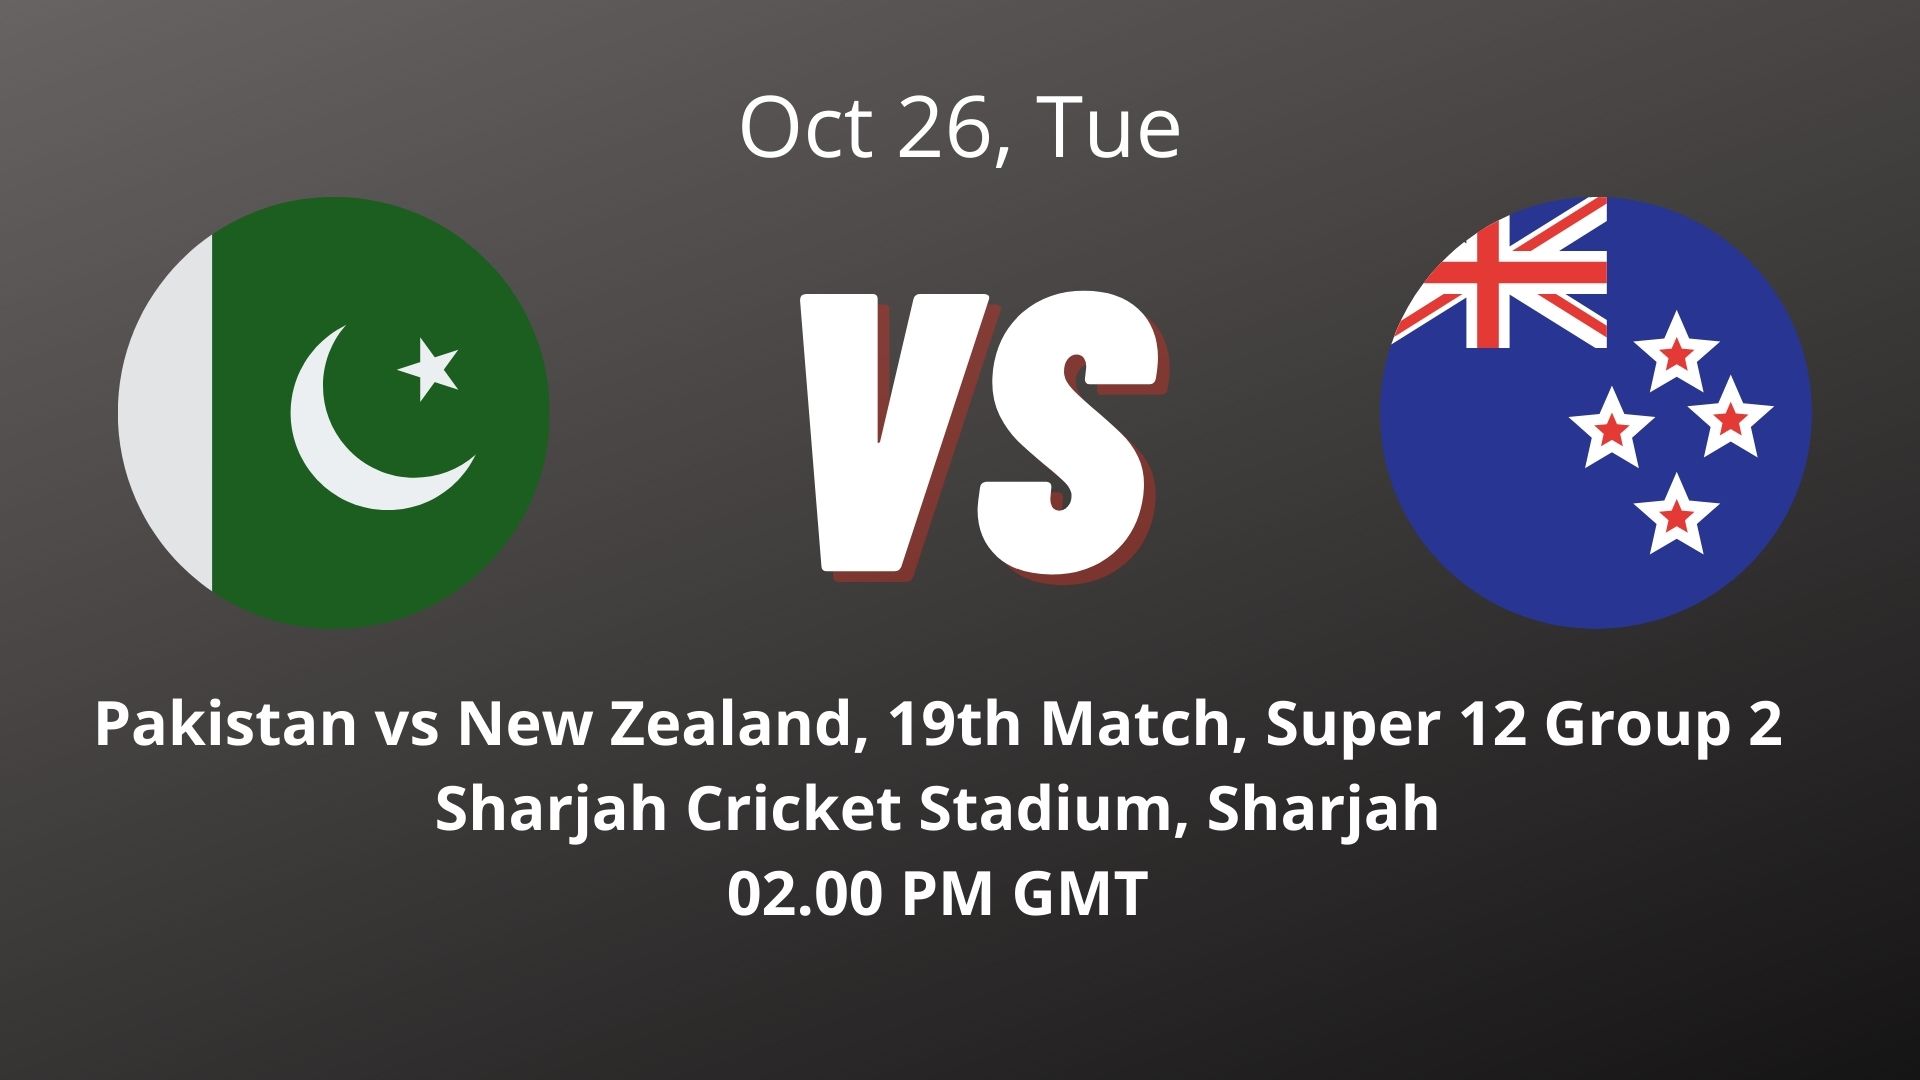 Oct 26, Tue
VS
Pakistan vs New Zealand, 19th Match, Super 12 Group 2
Sharjah Cricket Stadium, Sharjah
02.00 PM GMT